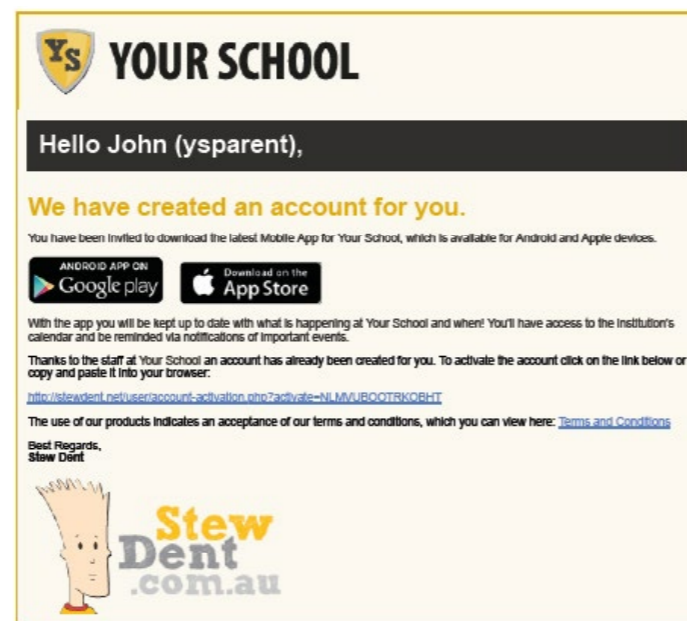 YS YOUR SCHOOL
Hello John (ysparent),
We have created an account for you.
You have been invited to download the latest Mobile App for Your School, which is available for Android and Apple devices.
ANDROID APP ON
Google play
Download on the
App Store
With the app you will be kept up to date with what is happening at Your School and when! You'll have access to the institution's
calendar and be reminded via notifications of important events.
Thanks to the staff at Your School an account has already been created for you. To activate the account click on the link below or
copy and paste it into your browser:
http://stewdent.net/user/account-activation.php?activate=NLMVUBOOTRKOBHT
The use of our products indicates an acceptance of our terms and conditions, which you can view here: Terms and Conditions
Best Regards,
Stew Dent
Stew
Dent
.com.au